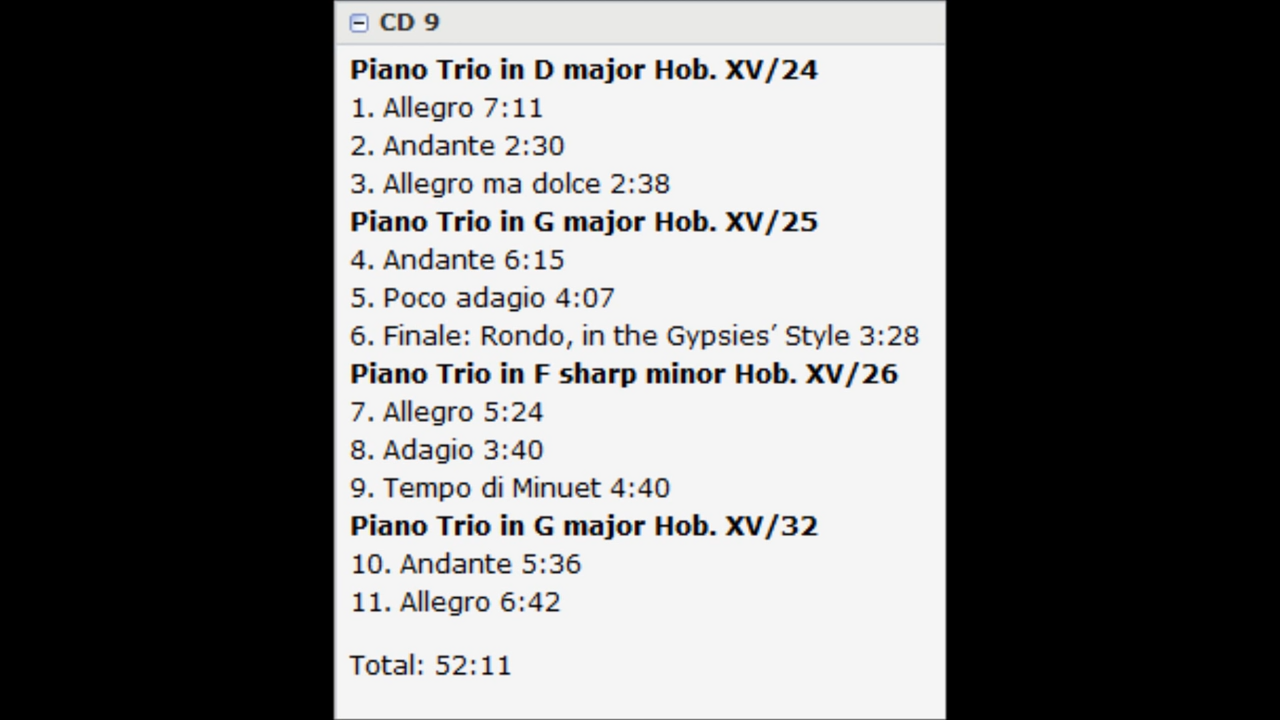 CD 9
Piano Trio in D major Hob. XV/24
1. Allegro 7:11
2. Andante 2:30
3. Allegro ma dolce 2:38
Piano Trio in G major Hob. XV/25
4. Andante 6:15
5. Poco adagio 4:07
6. Finale: Rondo, in the Gypsies’ Style 3:28
Piano Trio in F sharp minor Hob. XV/26
7. Allegro 5:24
8. Adagio 3:40
9. Tempo di Minuet 4:40
Piano Trio in G major Hob. XV/32
10. Andante 5:36
11. Allegro 6:42
Total: 52:11